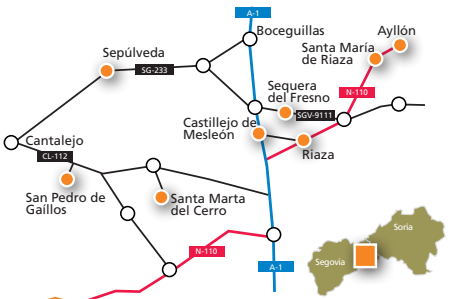 A-1
Boceguillas
Ayllón
Sepúlveda
Santa María
de Riaza
SG-233
Sequera
del Fresno
N-110
SGV-9111
Castillejo de
Mesleón
Cantalejo
Riaza
CL-112
San Pedro de
Gaíllos
Santa Marta
del Cerro
Soria
N-110
Segovia
A-1